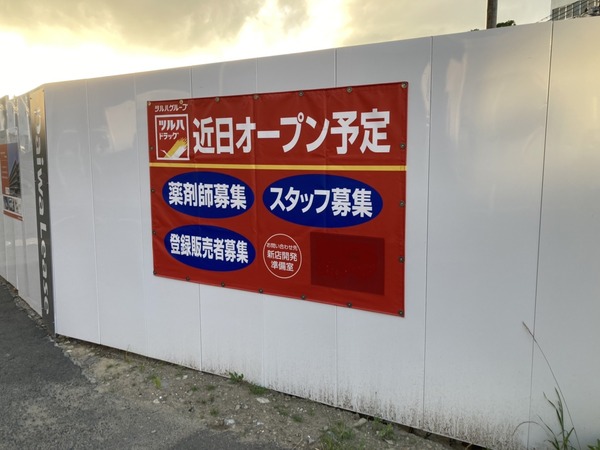 ツルハグループ
ツルハ
ドラッグ
近日オープン予定
薬剤師募集
スタッフ募集
登録販売者募集
お問い合わせ先
新店開発
準備室
Daiwa Lease